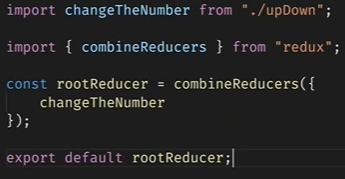 import changeTheNumber from "./upDown";
import { combineReducers } from "redux";
const rootReducer = combineReducers({
    changeTheNumber
});
export default rootReducer;